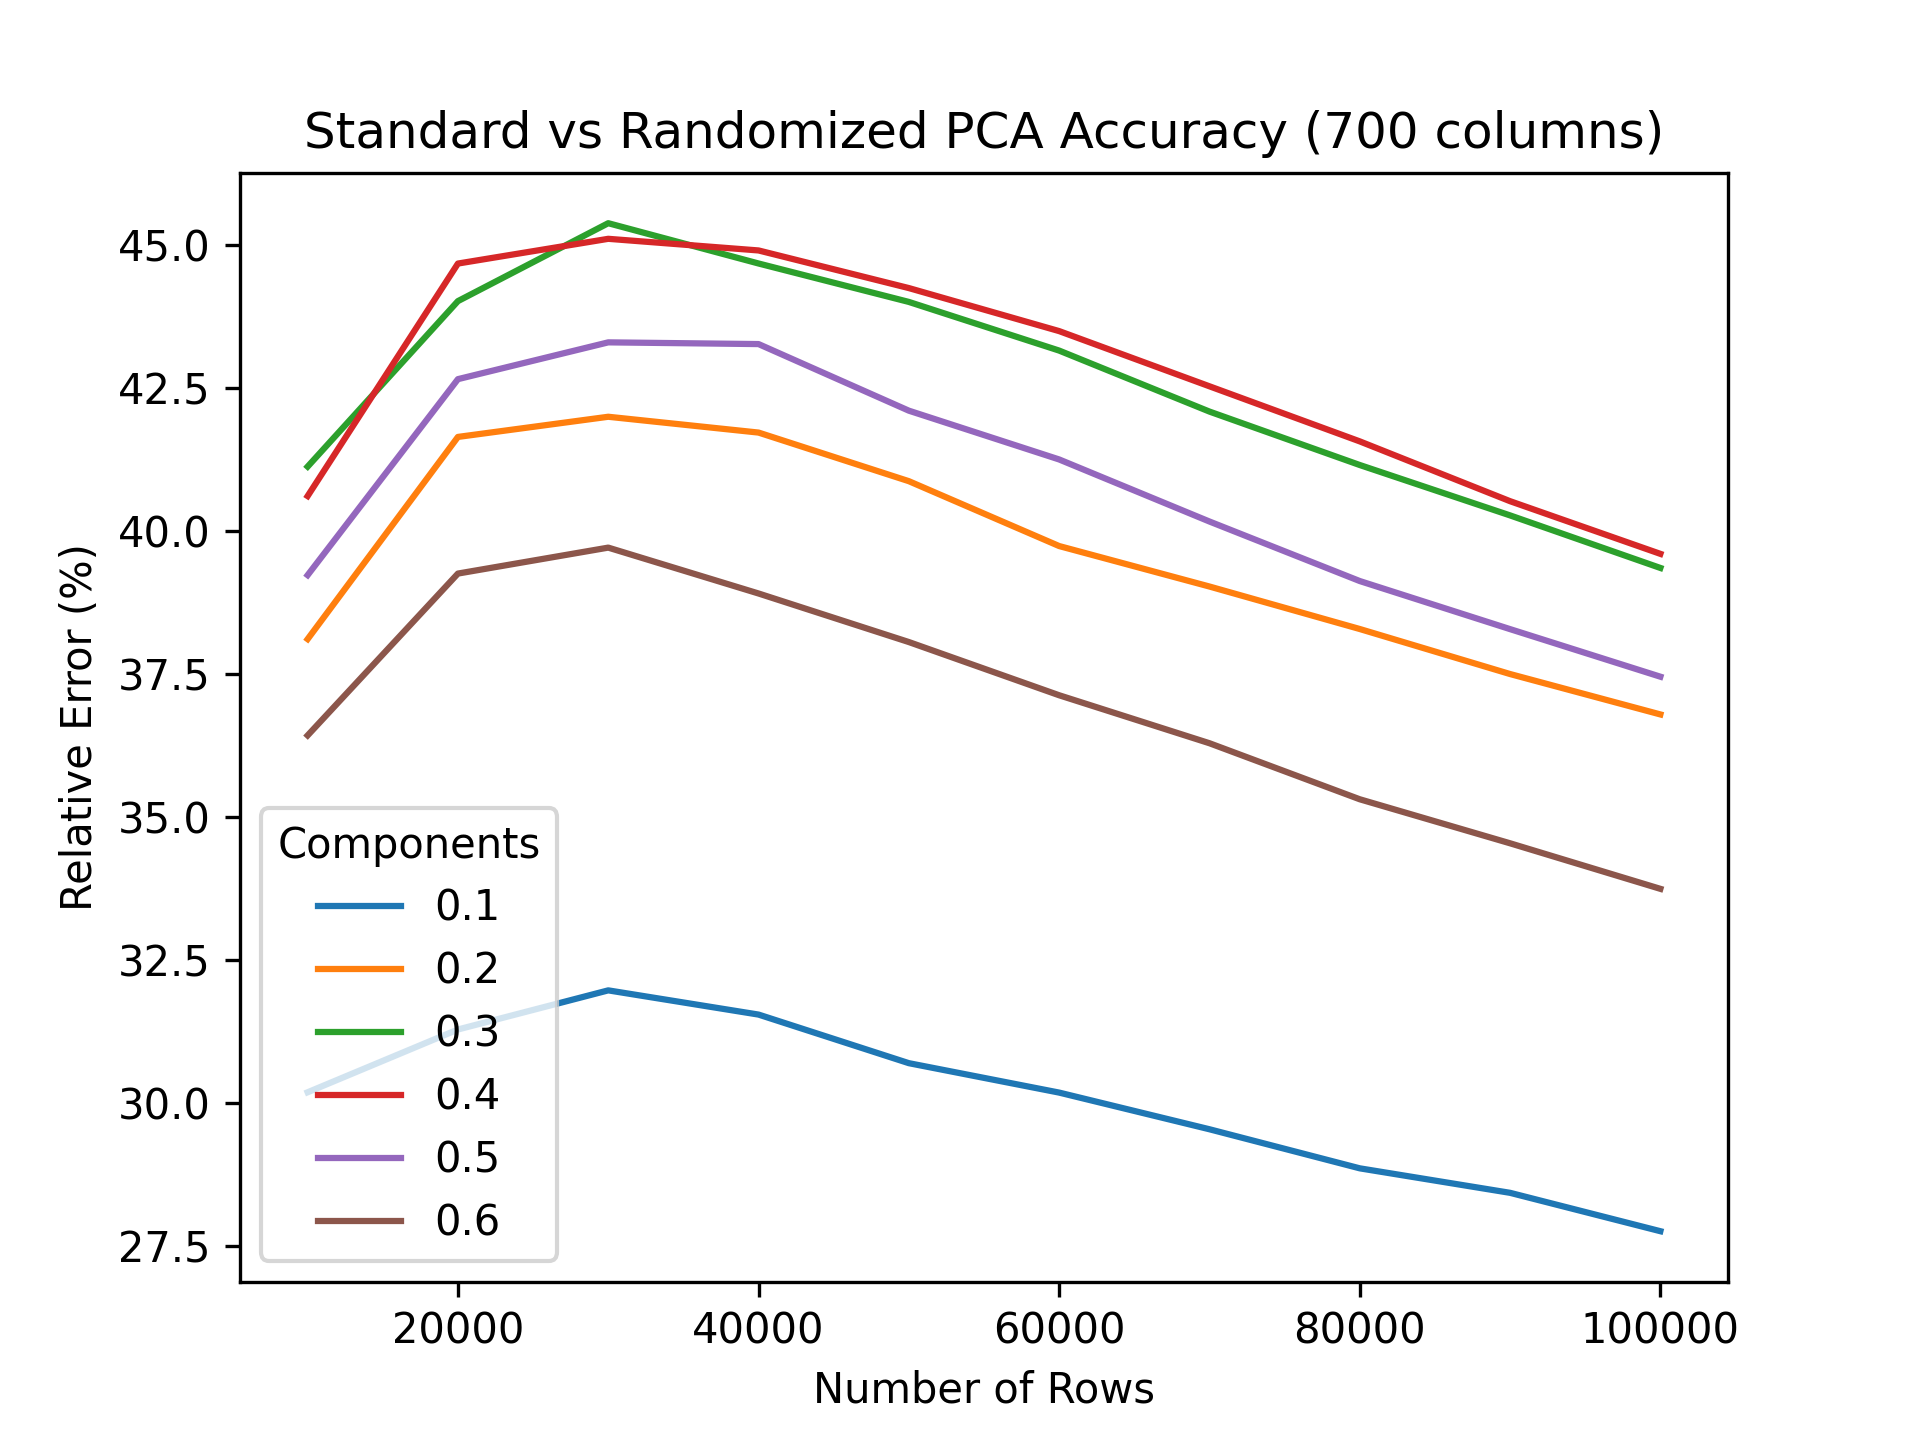 Standard vs Randomized PCA Accuracy (700 columns)
Relative Error (%)
45.0
42.5
40.0
37.5
35.0
32.5
30.0
27.5
Components
0.1
0.2
0.3
0.4
0.5
0.6
20000 40000 60000 80000 100000
Number of Rows